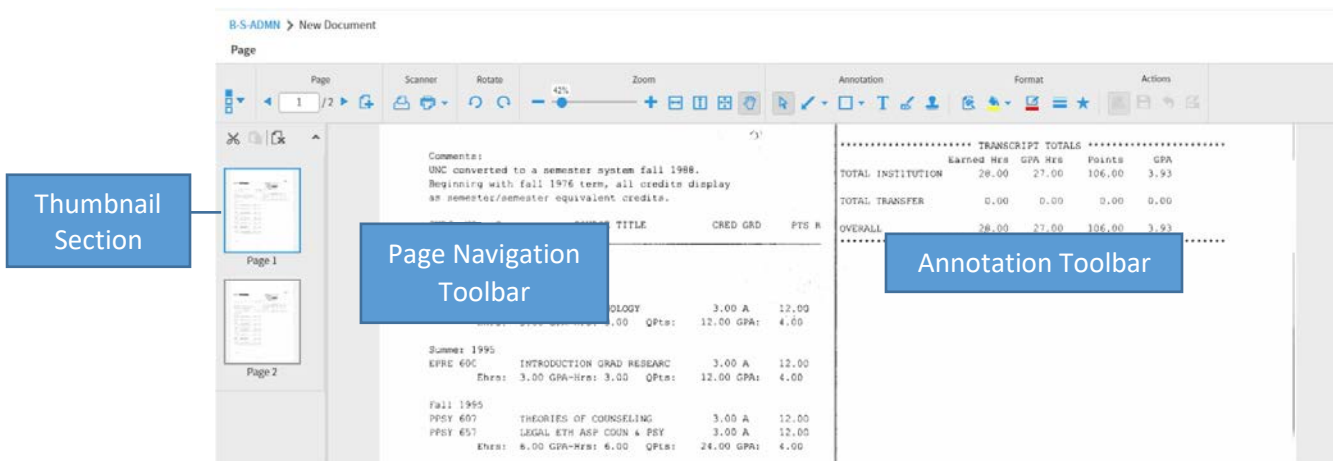 B-S-ADMN > New Document
Page
Page Scanner Rotate Zoom Annotation Format Actions
42%
1 /2
Comments:
UNC converted to a semester system fall 1988.
Beginning with fall 1976 term, all credits display
as semester/semester equivalent credits.
TITLE CRED GRD PTS R
OLOGY 3.00 A 12.00
QPts: 12.00 GPA: 4.00
Summer 1995
EPRE 600 INTRODUCTION GRAD RESEARC 3.00 A 12.00
Ehrs: 3.00 GPA-Hrs: 3.00 QPts: 12.00 GPA: 4.00
Fall 1995
PPSY 607 THEORIES OF COUNSELING 3.00 A 12.00
PPSY 657 LEGAL ETH ASP COUN & PSY 3.00 A 12.00
Ehrs: 6.00 GPA-Hrs: 6.00 QPts: 24.00 GPA: 4.00
TRANSCRIPT TOTALS
Earned Hrs GPA Hrs Points GPA
TOTAL INSTITUTION 28.00 27.00 106.00 3.93
TOTAL TRANSFER 0.00 0.00 0.00 0.00
OVERALL 28.00 27.00 106.00 3.93
Thumbnail
Section
Page Navigation
Toolbar
Annotation Toolbar
Page 1
Page 2